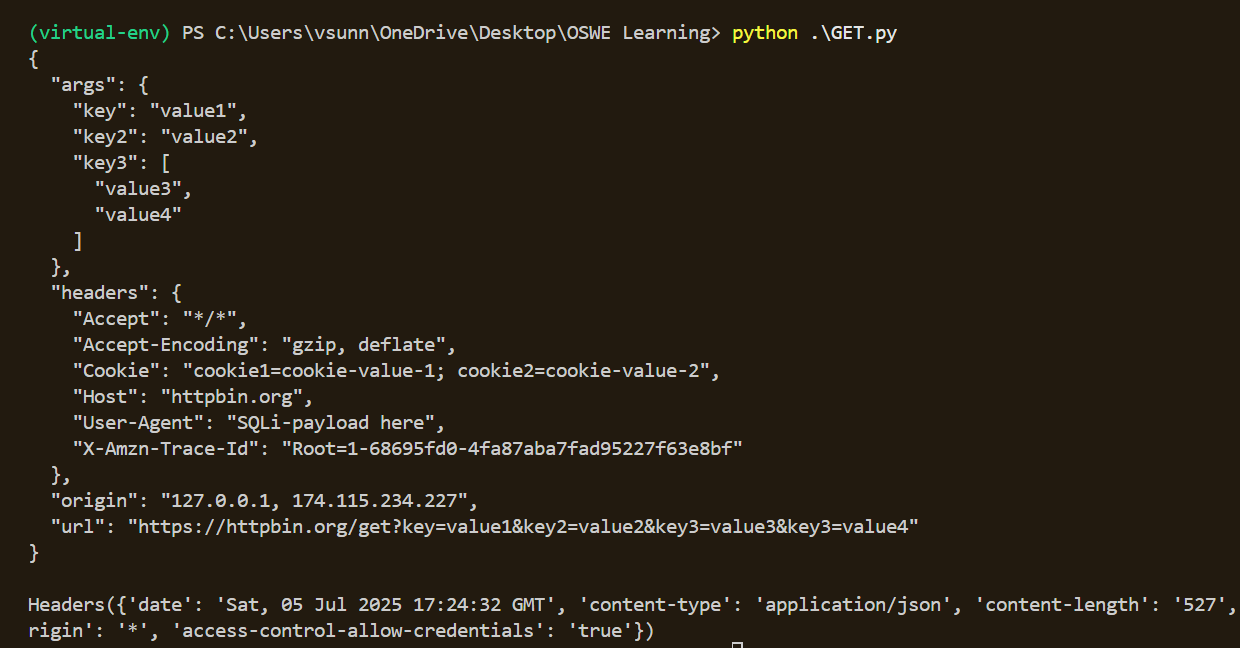 (virtual-env) PS C:\Users\vsunn\OneDrive\Desktop\OSWE Learning> python .\GET.py
{
  "args": {
    "key": "value1",
    "key2": "value2",
    "key3": [
      "value3",
      "value4"
    ]
  },
  "headers": {
    "Accept": "*/*",
    "Accept-Encoding": "gzip, deflate",
    "Cookie": "cookie1=cookie-value-1; cookie2=cookie-value-2",
    "Host": "httpbin.org",
    "User-Agent": "SQLi-payload here",
    "X-Amzn-Trace-Id": "Root=1-68695fd0-4fa87aba7fad95227f63e8bf"
  },
  "origin": "127.0.0.1, 174.115.234.227",
  "url": "https://httpbin.org/get?key=value1&key2=value2&key3=value3&key3=value4"
}
Headers({'date': 'Sat, 05 Jul 2025 17:24:32 GMT', 'content-type': 'application/json', 'content-length': '527',
rigin': '*', 'access-control-allow-credentials': 'true'})